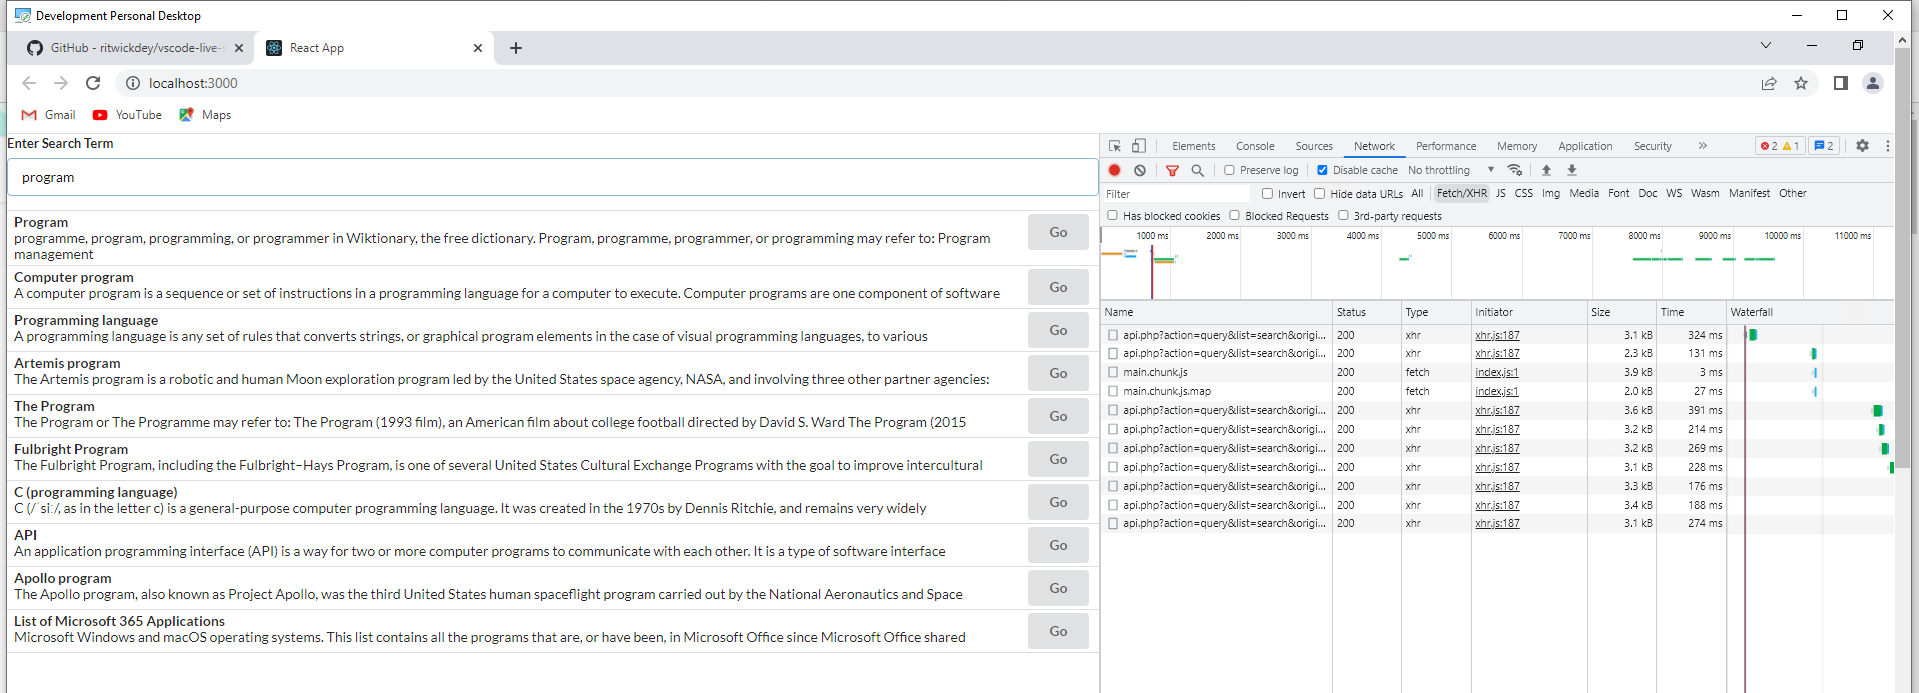 Development Personal Desktop
GitHub - ritwickdey/vscode-live-s
React App
localhost:3000
Gmail YouTube Maps
Enter Search Term
program
Program
programme, program, programming, or programmer in Wiktionary, the free dictionary. Program, programme, programmer, or programming may refer to: Program
management
Go
Computer program
A computer program is a sequence or set of instructions in a programming language for a computer to execute. Computer programs are one component of software
Go
Programming language
A programming language is any set of rules that converts strings, or graphical program elements in the case of visual programming languages, to various
Go
Artemis program
The Artemis program is a robotic and human Moon exploration program led by the United States space agency, NASA, and involving three other partner agencies:
Go
The Program
The Program or The Programme may refer to: The Program (1993 film), an American film about college football directed by David S. Ward The Program (2015
Go
Fulbright Program
The Fulbright Program, including the Fulbright–Hays Program, is one of several United States Cultural Exchange Programs with the goal to improve intercultural
Go
C (programming language)
C (/ˈsiː/, as in the letter c) is a general-purpose computer programming language. It was created in the 1970s by Dennis Ritchie, and remains very widely
Go
API
An application programming interface (API) is a way for two or more computer programs to communicate with each other. It is a type of software interface
Go
Apollo program
The Apollo program, also known as Project Apollo, was the third United States human spaceflight program carried out by the National Aeronautics and Space
Go
List of Microsoft 365 Applications
Microsoft Windows and macOS operating systems. This list contains all the programs that are, or have been, in Microsoft Office since Microsoft Office shared
Go
Elements Console Sources Network Performance Memory Application Security » 2 1 2
Preserve log Disable cache No throttling
Filter Invert Hide data URLs All Fetch/XHR JS CSS Img Media Font Doc WS Wasm Manifest Other
Has blocked cookies Blocked Requests 3rd-party requests
1000 ms 2000 ms 3000 ms 4000 ms 5000 ms 6000 ms 7000 ms 8000 ms 9000 ms 10000 ms 11000 ms
Name Status Type Initiator Size Time Waterfall
api.php?action=query&list=search&origi... 200 xhr xhr.js:187 3.1 kB 324 ms
api.php?action=query&list=search&origi... 200 xhr xhr.js:187 2.3 kB 131 ms
main.chunk.js 200 fetch index.js:1 3.9 kB 3 ms
main.chunk.js.map 200 fetch index.js:1 2.0 kB 27 ms
api.php?action=query&list=search&origi... 200 xhr xhr.js:187 3.6 kB 391 ms
api.php?action=query&list=search&origi... 200 xhr xhr.js:187 3.2 kB 214 ms
api.php?action=query&list=search&origi... 200 xhr xhr.js:187 3.2 kB 269 ms
api.php?action=query&list=search&origi... 200 xhr xhr.js:187 3.1 kB 228 ms
api.php?action=query&list=search&origi... 200 xhr xhr.js:187 3.3 kB 176 ms
api.php?action=query&list=search&origi... 200 xhr xhr.js:187 3.4 kB 188 ms
api.php?action=query&list=search&origi... 200 xhr xhr.js:187 3.1 kB 274 ms